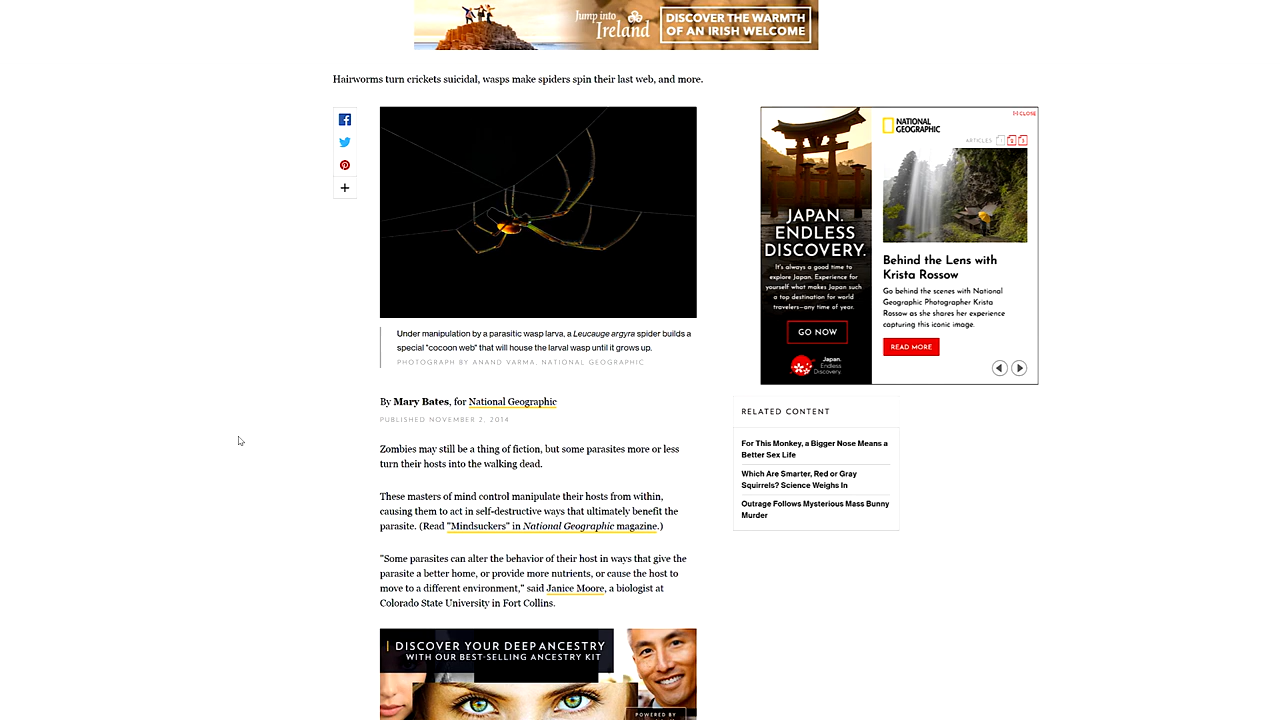 Jump into
Ireland
DISCOVER THE WARMTH
OF AN IRISH WELCOME
Hairworms turn crickets suicidal, wasps make spiders spin their last web, and more.
Under manipulation by a parasitic wasp larva, a Leucauge argyra spider builds a
special "cocoon web" that will house the larval wasp until it grows up.
PHOTOGRAPH BY ANAND VARMA, NATIONAL GEOGRAPHIC
By Mary Bates, for National Geographic
PUBLISHED NOVEMBER 2, 2014
Zombies may still be a thing of fiction, but some parasites more or less
turn their hosts into the walking dead.
These masters of mind control manipulate their hosts from within,
causing them to act in self-destructive ways that ultimately benefit the
parasite. (Read "Mindsuckers" in National Geographic magazine.)
"Some parasites can alter the behavior of their host in ways that give the
parasite a better home, or provide more nutrients, or cause the host to
move to a different environment," said Janice Moore, a biologist at
Colorado State University in Fort Collins.
DISCOVER YOUR DEEP ANCESTRY
WITH OUR BEST-SELLING ANCESTRY KIT
POWERED BY
JAPAN.
ENDLESS
DISCOVERY.
It's always a good time to
explore Japan. Experience for
yourself what makes Japan such
a top destination for world
travelers—any time of year.
GO NOW
Japan.
Endless
Discovery.
[X] CLOSE
NATIONAL
GEOGRAPHIC
ARTICLES: 1 2 3
Behind the Lens with
Krista Rossow
Go behind the scenes with National
Geographic Photographer Krista
Rossow as she shares her experience
capturing this iconic image.
READ MORE
RELATED CONTENT
For This Monkey, a Bigger Nose Means a
Better Sex Life
Which Are Smarter, Red or Gray
Squirrels? Science Weighs In
Outrage Follows Mysterious Mass Bunny
Murder